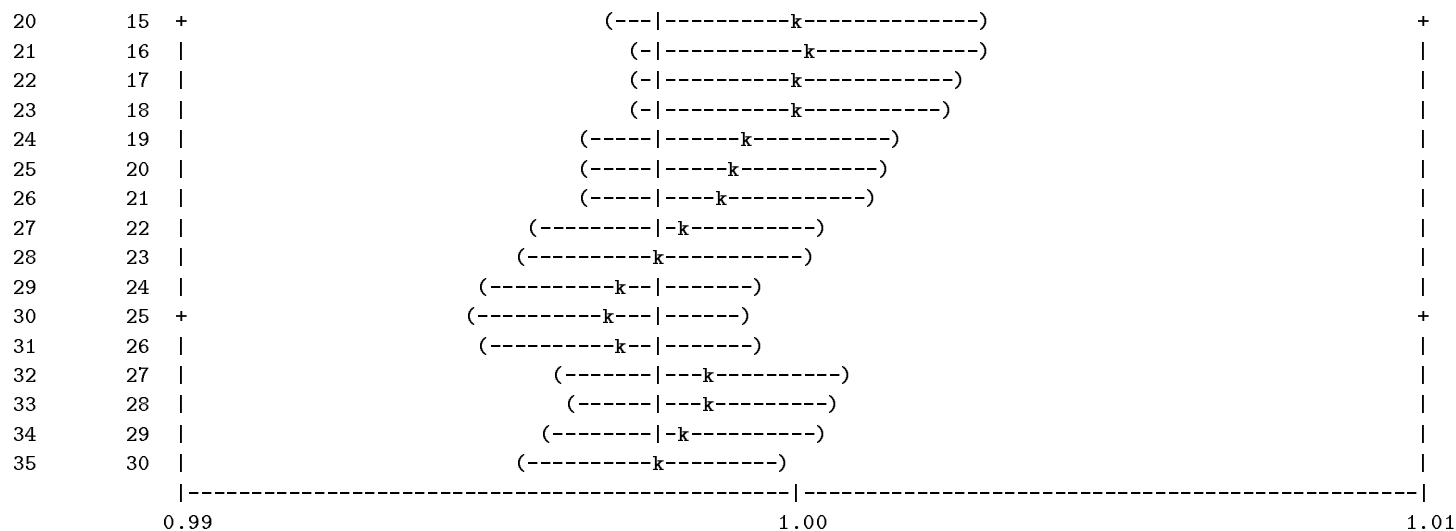 20 15 + (---|----------k--------------) +
21 16 | (-|-----------k-------------) |
22 17 | (-|----------k------------) |
23 18 | (-|----------k-----------) |
24 19 | (-----|------k-----------) |
25 20 | (-----|-----k-----------) |
26 21 | (-----|----k-----------) |
27 22 | (---------|-k----------) |
28 23 | (----------k-----------) |
29 24 | (----------k--|-------) |
30 25 + (----------k---|------) +
31 26 | (----------k--|-------) |
32 27 | (-------|---k----------) |
33 28 | (------|---k---------) |
34 29 | (--------|-k----------) |
35 30 | (----------k---------) |
|------------------------------------------------|-------------------------------------------------|
0.99 1.00 1.01